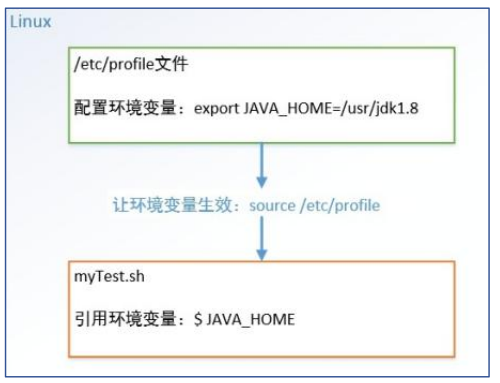 Linux
/etc/profile文件
配置环境变量：export JAVA_HOME=/usr/jdk1.8
让环境变量生效：source /etc/profile
myTest.sh
引用环境变量：$ JAVA_HOME